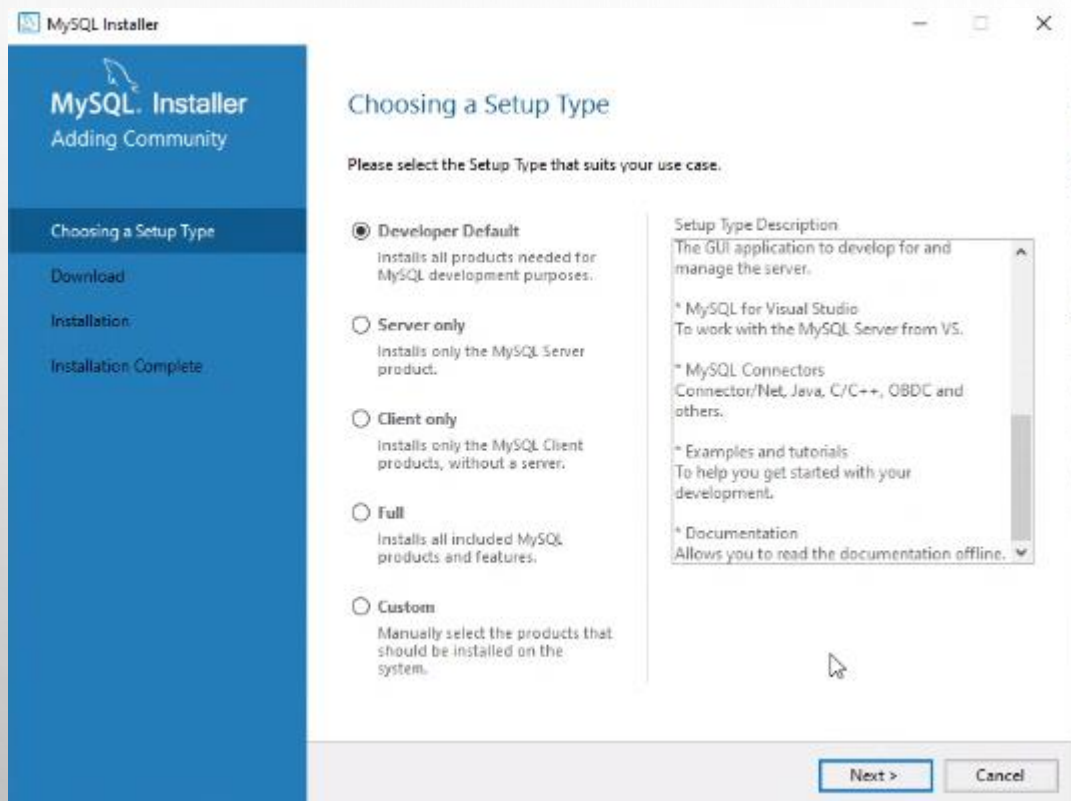 MySQL Installer
MySQL. Installer
Adding Community
Choosing a Setup Type
Download
Installation
Installation Complete
Choosing a Setup Type
Please select the Setup Type that suits your use case.
Developer Default
Installs all products needed for
MySQL development purposes.
Server only
Installs only the MySQL Server
product.
Client only
Installs only the MySQL Client
products, without a server.
Full
Installs all included MySQL
products and features.
Custom
Manually select the products that
should be installed on the
system.
Setup Type Description
The GUI application to develop for and
manage the server.
* MySQL for Visual Studio
To work with the MySQL Server from VS.
* MySQL Connectors
Connector/Net, Java, C/C++, OBDC and
others.
* Examples and tutorials
To help you get started with your
development.
* Documentation
Allows you to read the documentation offline.
Next >
Cancel